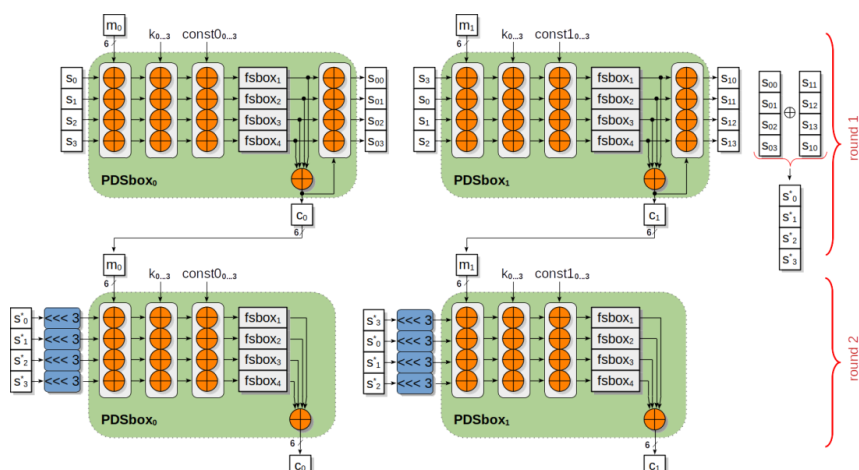 m₀ m₁
k₀...₃ const0₀...₃ k₀...₃ const1₀...₃
6 6
s₀ fsbox₁ s₀₀ s₃ fsbox₁ s₁₀ s₀₀ s₁₁
s₁ fsbox₂ s₀₁ s₀ fsbox₂ s₁₁ s₀₁ s₁₂
s₂ fsbox₃ s₀₂ s₁ fsbox₃ s₁₂ s₀₂ s₁₃
s₃ fsbox₄ s₀₃ s₂ fsbox₄ s₁₃ s₀₃ s₁₀
round 1
PDSbox₀ PDSbox₁
s*₀
s*₁
s*₂
s*₃
c₀ c₁
6 6
m₀ m₁
k₀...₃ const0₀...₃ k₀...₃ const1₀...₃
6 6
s*₀ <<< 3 fsbox₁ s*₃ <<< 3 fsbox₁
s*₁ <<< 3 fsbox₂ s*₀ <<< 3 fsbox₂
s*₂ <<< 3 fsbox₃ s*₁ <<< 3 fsbox₃
s*₃ <<< 3 fsbox₄ s*₂ <<< 3 fsbox₄
round 2
PDSbox₀ PDSbox₁
6 6
c₀ c₁